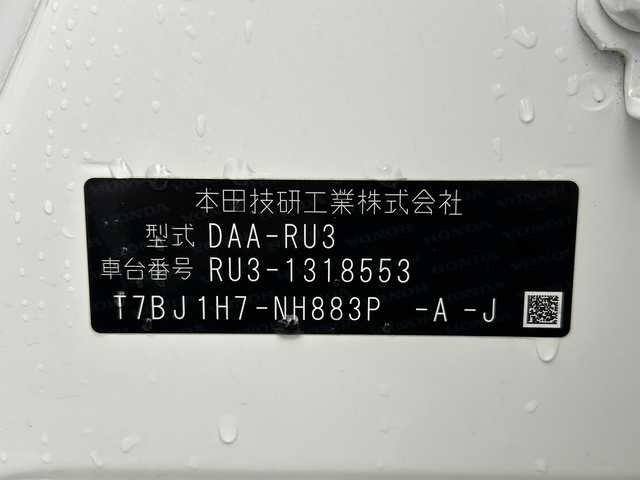 本田技研工業株式会社
型式 DAA-RU3
車台番号 RU3-1318553
T7BJ1H7-NH883P -A -J